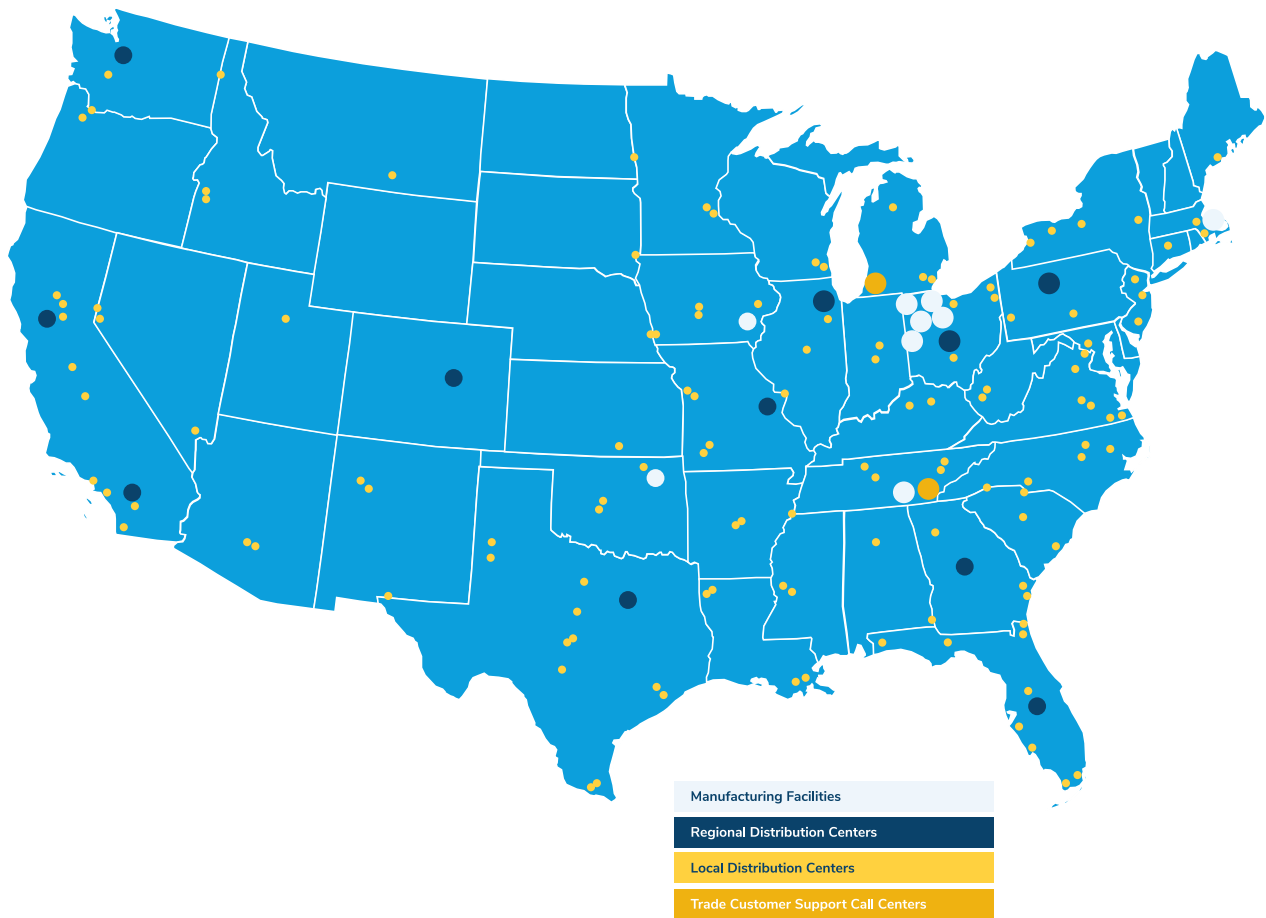 Manufacturing Facilities
Regional Distribution Centers
Local Distribution Centers
Trade Customer Support Call Centers